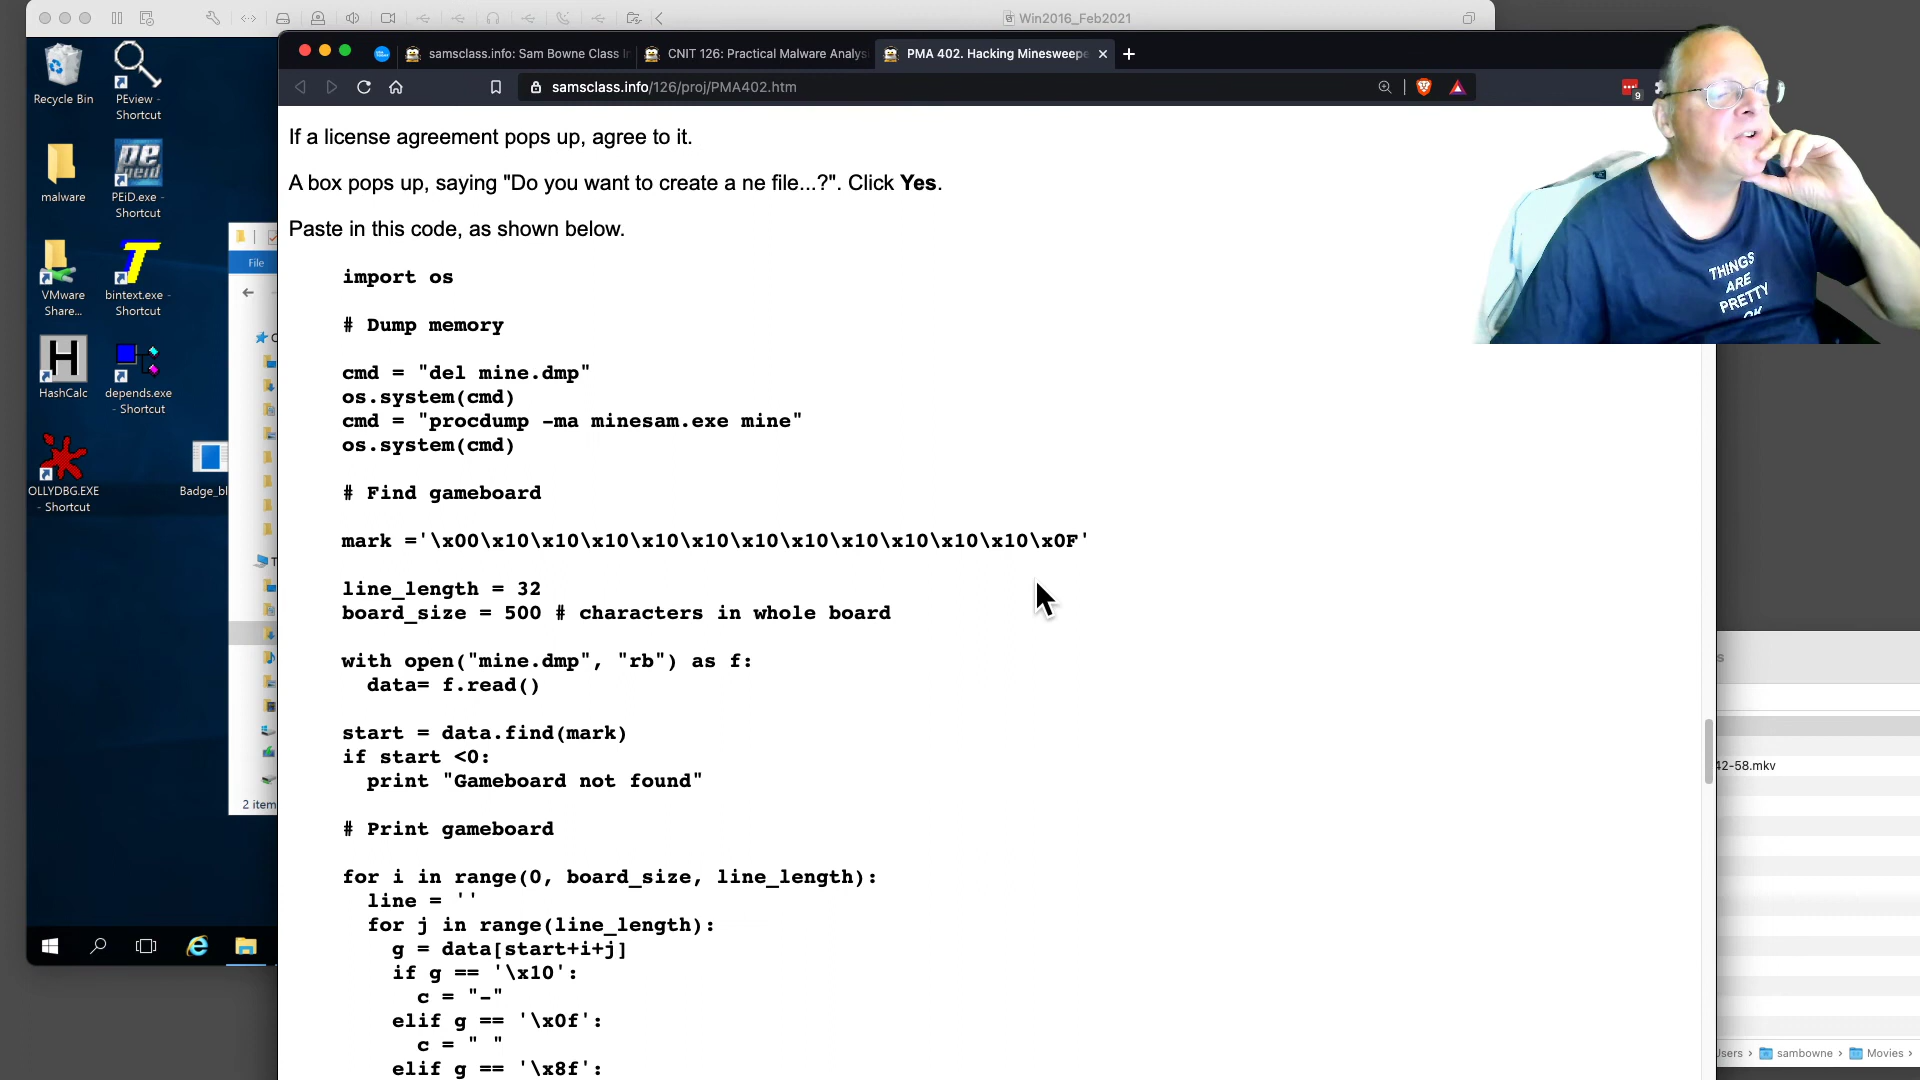 Win2016_Feb2021
samsclass.info: Sam Bowne Class In
CNIT 126: Practical Malware Analys
PMA 402. Hacking Minesweepe
samsclass.info/126/proj/PMA402.htm
9
Recycle Bin
PEview -
Shortcut
malware
PEiD.exe -
Shortcut
VMware
Share...
bintext.exe -
Shortcut
HashCalc
depends.exe
- Shortcut
OLLYDBG.EXE
- Shortcut
Badge_bl
File
2 item
If a license agreement pops up, agree to it.
A box pops up, saying "Do you want to create a ne file...?". Click Yes.
Paste in this code, as shown below.
import os
# Dump memory
cmd = "del mine.dmp"
os.system(cmd)
cmd = "procdump -ma minesam.exe mine"
os.system(cmd)
# Find gameboard
mark ='\x00\x10\x10\x10\x10\x10\x10\x10\x10\x10\x10\x10\x0F'
line_length = 32
board_size = 500 # characters in whole board
with open("mine.dmp", "rb") as f:
  data= f.read()
start = data.find(mark)
if start <0:
  print "Gameboard not found"
# Print gameboard
for i in range(0, board_size, line_length):
  line = ''
  for j in range(line_length):
    g = data[start+i+j]
    if g == '\x10':
      c = "-"
    elif g == '\x0f':
      c = " "
    elif g == '\x8f':
THINGS
ARE
PRETTY
OK
42-58.mkv
sambowne
Movies